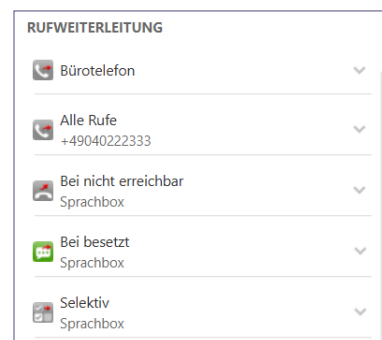 RUFWEITERLEITUNG
Bürotelefon
Alle Rufe
+49040222333
Bei nicht erreichbar
Sprachbox
Bei besetzt
Sprachbox
Selektiv
Sprachbox